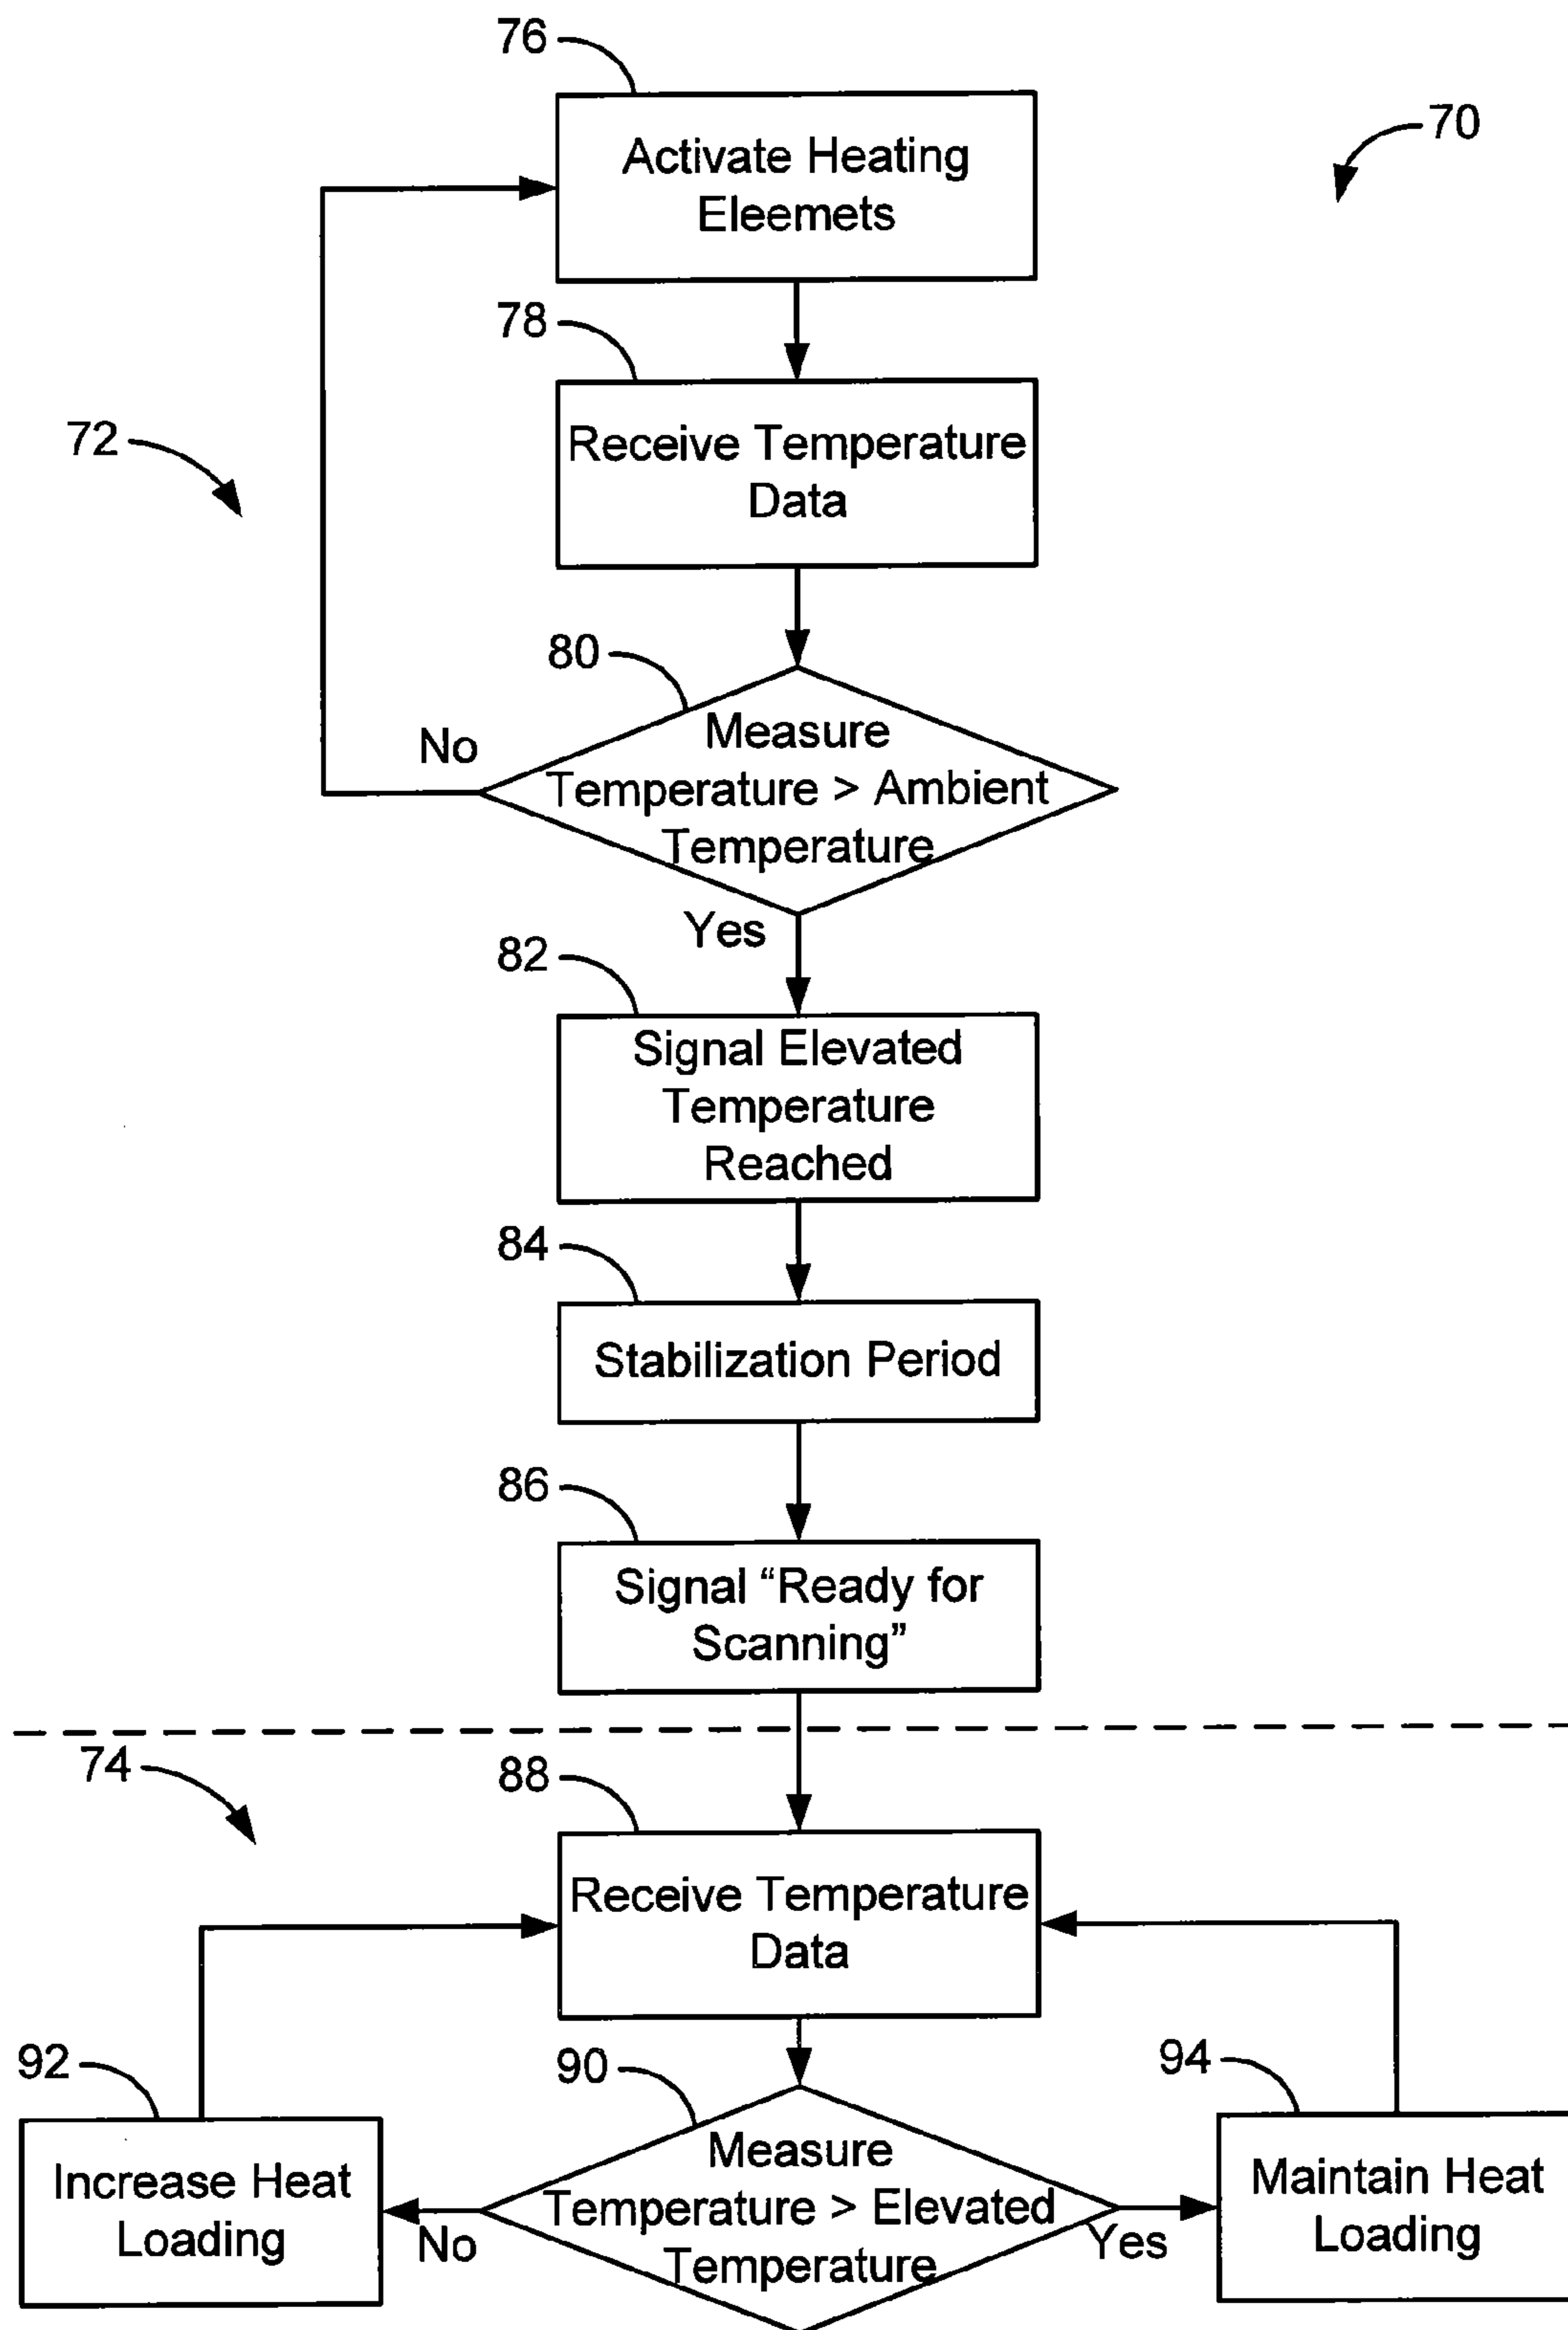 76
70
Activate Heating
Eleemets
78
72
Receive Temperature
Data
80
No
Measure
Temperature > Ambient
Temperature
Yes
82
Signal Elevated
Temperature
Reached
84
Stabilization Period
86
Signal “Ready for
Scanning”
74
88
Receive Temperature
Data
92
90
94
Increase Heat
Loading
No
Measure
Temperature > Elevated
Temperature
Yes
Maintain Heat
Loading